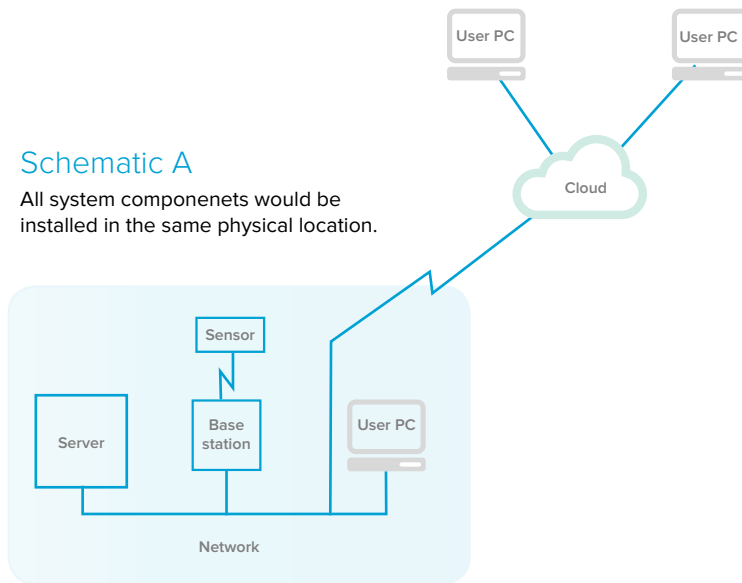 User PC
User PC
Cloud
Schematic A
All system componenets would be
installed in the same physical location.
Sensor
Server
Base
station
User PC
Network